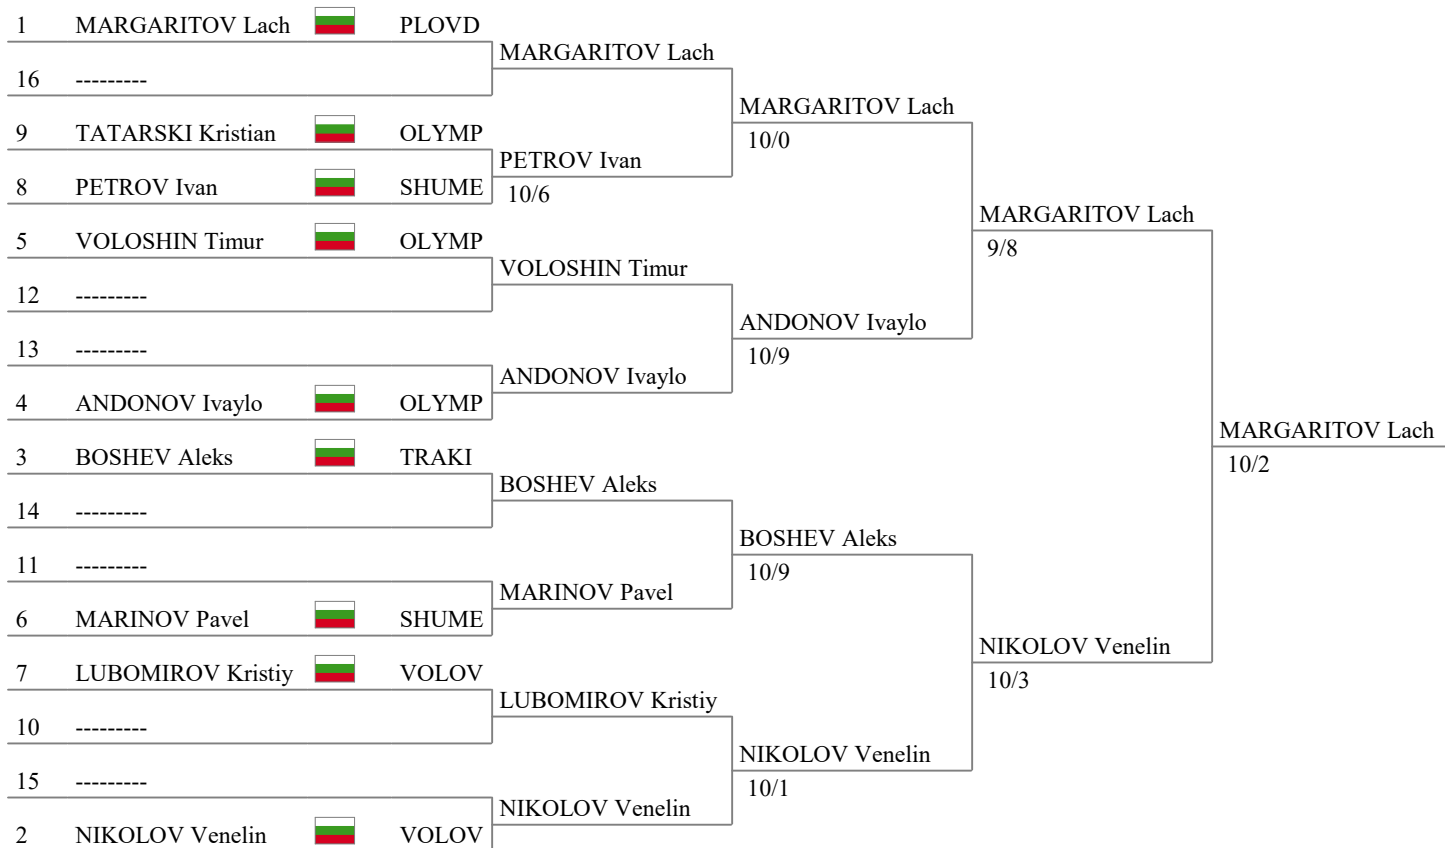 1 MARGARITOV Lach PLOVD
16 ---------
9 TATARSKI Kristian OLYMP
8 PETROV Ivan SHUME
5 VOLOSHIN Timur OLYMP
12 ---------
13 ---------
4 ANDONOV Ivaylo OLYMP
3 BOSHEV Aleks TRAKI
14 ---------
11 ---------
6 MARINOV Pavel SHUME
7 LUBOMIROV Kristiy VOLOV
10 ---------
15 ---------
2 NIKOLOV Venelin VOLOV
MARGARITOV Lach
PETROV Ivan
10/6
VOLOSHIN Timur
ANDONOV Ivaylo
BOSHEV Aleks
MARINOV Pavel
LUBOMIROV Kristiy
NIKOLOV Venelin
MARGARITOV Lach
10/0
ANDONOV Ivaylo
10/9
BOSHEV Aleks
10/9
NIKOLOV Venelin
10/1
MARGARITOV Lach
9/8
NIKOLOV Venelin
10/3
MARGARITOV Lach
10/2